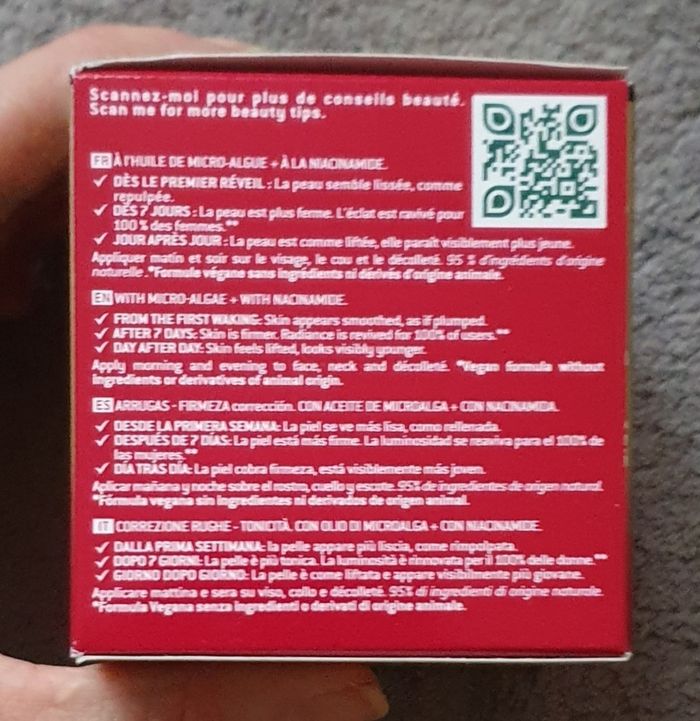 Scannez-moi pour plus de conseils beauté.
Scan me for more beauty tips.
FR À l'HUILE DE MICRO-ALGUE + À LA NIACINAMIDE.
✓ DÈS LE PREMIER RÉVEIL : La peau semble lissée, comme
repulpée.
✓ DÈS 7 JOURS : La peau est plus ferme. L'éclat est ravivé pour
100 % des femmes.**
✓ JOUR APRÈS JOUR : La peau est comme liftée, elle paraît visiblement plus jeune.
Appliquer matin et soir sur le visage, le cou et le décolleté. 95 % d'ingrédients d'origine
naturelle. *Formule végane sans ingrédients ni dérivés d'origine animale.
EN WITH MICRO-ALGAE + WITH NIACINAMIDE.
✓ FROM THE FIRST WAKING: Skin appears smoothed, as if plumped.
✓ AFTER 7 DAYS: Skin is firmer. Radiance is revived for 100% of users.**
✓ DAY AFTER DAY: Skin feels lifted, looks visibly younger.
Apply morning and evening to face, neck and décolleté. *Vegan formula without
ingredients or derivatives of animal origin.
ES ARRUGAS - FIRMEZA corrección. CON ACEITE DE MICROALGA + CON NIACINAMIDA.
✓ DESDE LA PRIMERA SEMANA: La piel se ve más lisa, como rellenada.
✓ DESPUÉS DE 7 DÍAS: La piel está más firme. La luminosidad se reaviva para el 100% de
las mujeres.**
✓ DÍA TRAS DÍA: La piel cobra firmeza, está visiblemente más joven.
Aplicar mañana y noche sobre el rostro, cuello y escote. 95% de ingredientes de origen natural.
*Fórmula vegana sin ingredientes ni derivados de origen animal.
IT CORREZIONE RUGHE - TONICITÀ. CON OLIO DI MICROALGA + CON NIACINAMIDE.
✓ DALLA PRIMA SETTIMANA: la pelle appare più liscia, come rimpolpata.
✓ DOPO 7 GIORNI: La pelle è più tonica. La luminosità è rinnovata per il 100% delle donne.**
✓ GIORNO DOPO GIORNO: La pelle è come liftata e appare visibilmente più giovane.
Applicare mattina e sera su viso, collo e décolleté. 95% di ingredienti di origine naturale.
*Formula Vegana senza ingredienti o derivati di origine animale.